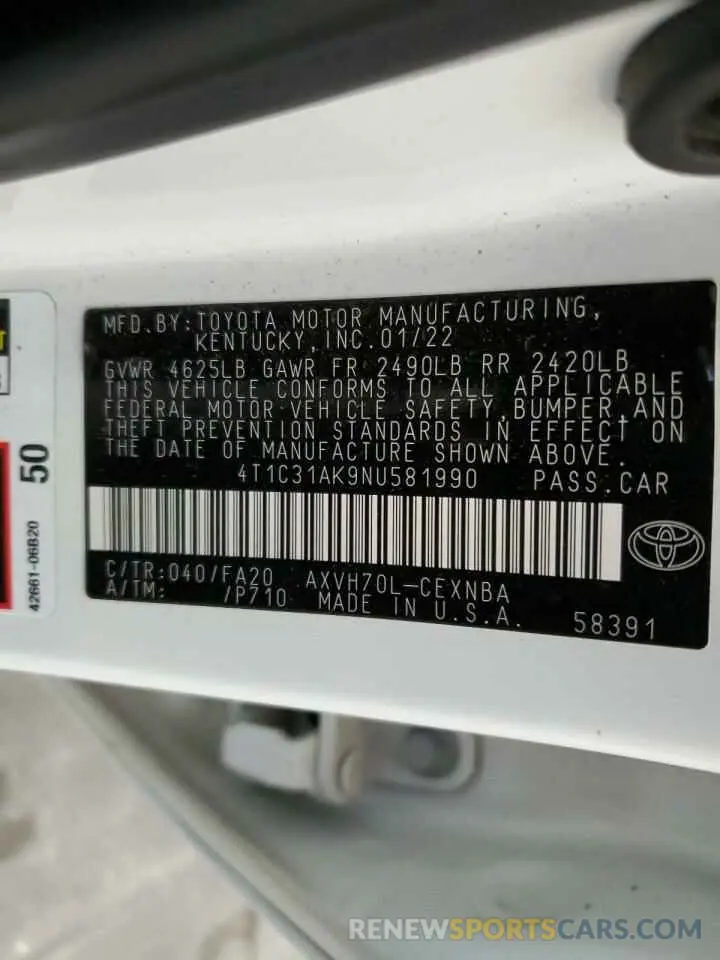 MFD.BY:TOYOTA MOTOR MANUFACTURING,
KENTUCKY,INC.01/22
GVWR 4625LB GAWR FR 2490LB RR 2420LB
THIS VEHICLE CONFORMS TO ALL APPLICABLE
FEDERAL MOTOR VEHICLE SAFETY,BUMPER,AND
THEFT PREVENTION STANDARDS IN EFFECT ON
THE DATE OF MANUFACTURE SHOWN ABOVE.
4T1C31AK9NU581990 PASS.CAR
C/TR:040/FA20 AXVH70L-CEXNBA
A/TM: /P710 MADE IN U.S.A.
58391
50
42661-06B20
RENEWSPORTSCARS.COM